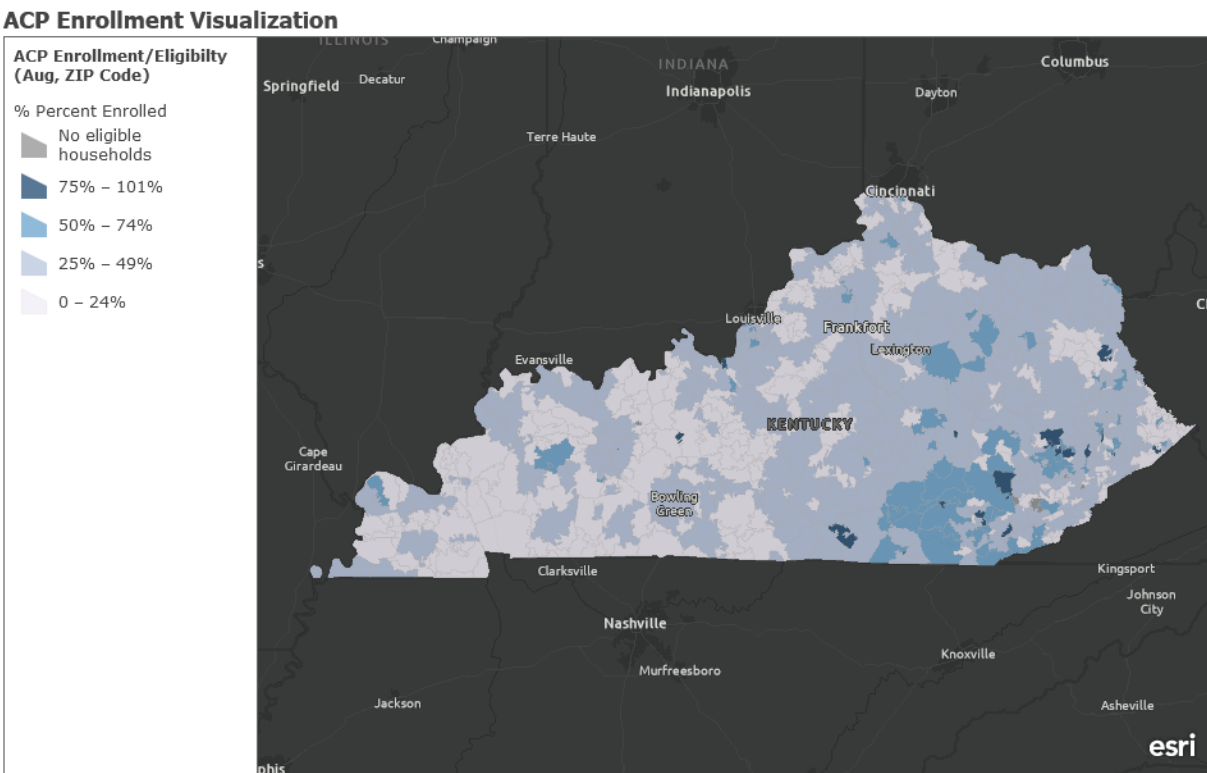 ACP Enrollment Visualization
ACP Enrollment/Eligibilty
(Aug, ZIP Code)
% Percent Enrolled
No eligible
households
75% – 101%
50% – 74%
25% – 49%
0 – 24%
ILLINOIS
Champaign
Springfield
Decatur
INDIANA
Indianapolis
Columbus
Dayton
Terre Haute
Cincinnati
s
Louisville
Frankfort
Lexington
Evansville
KENTUCKY
Cape
Girardeau
Bowling
Green
Clarksville
Kingsport
Johnson
City
Nashville
Knoxville
Murfreesboro
Jackson
Asheville
esri
phis